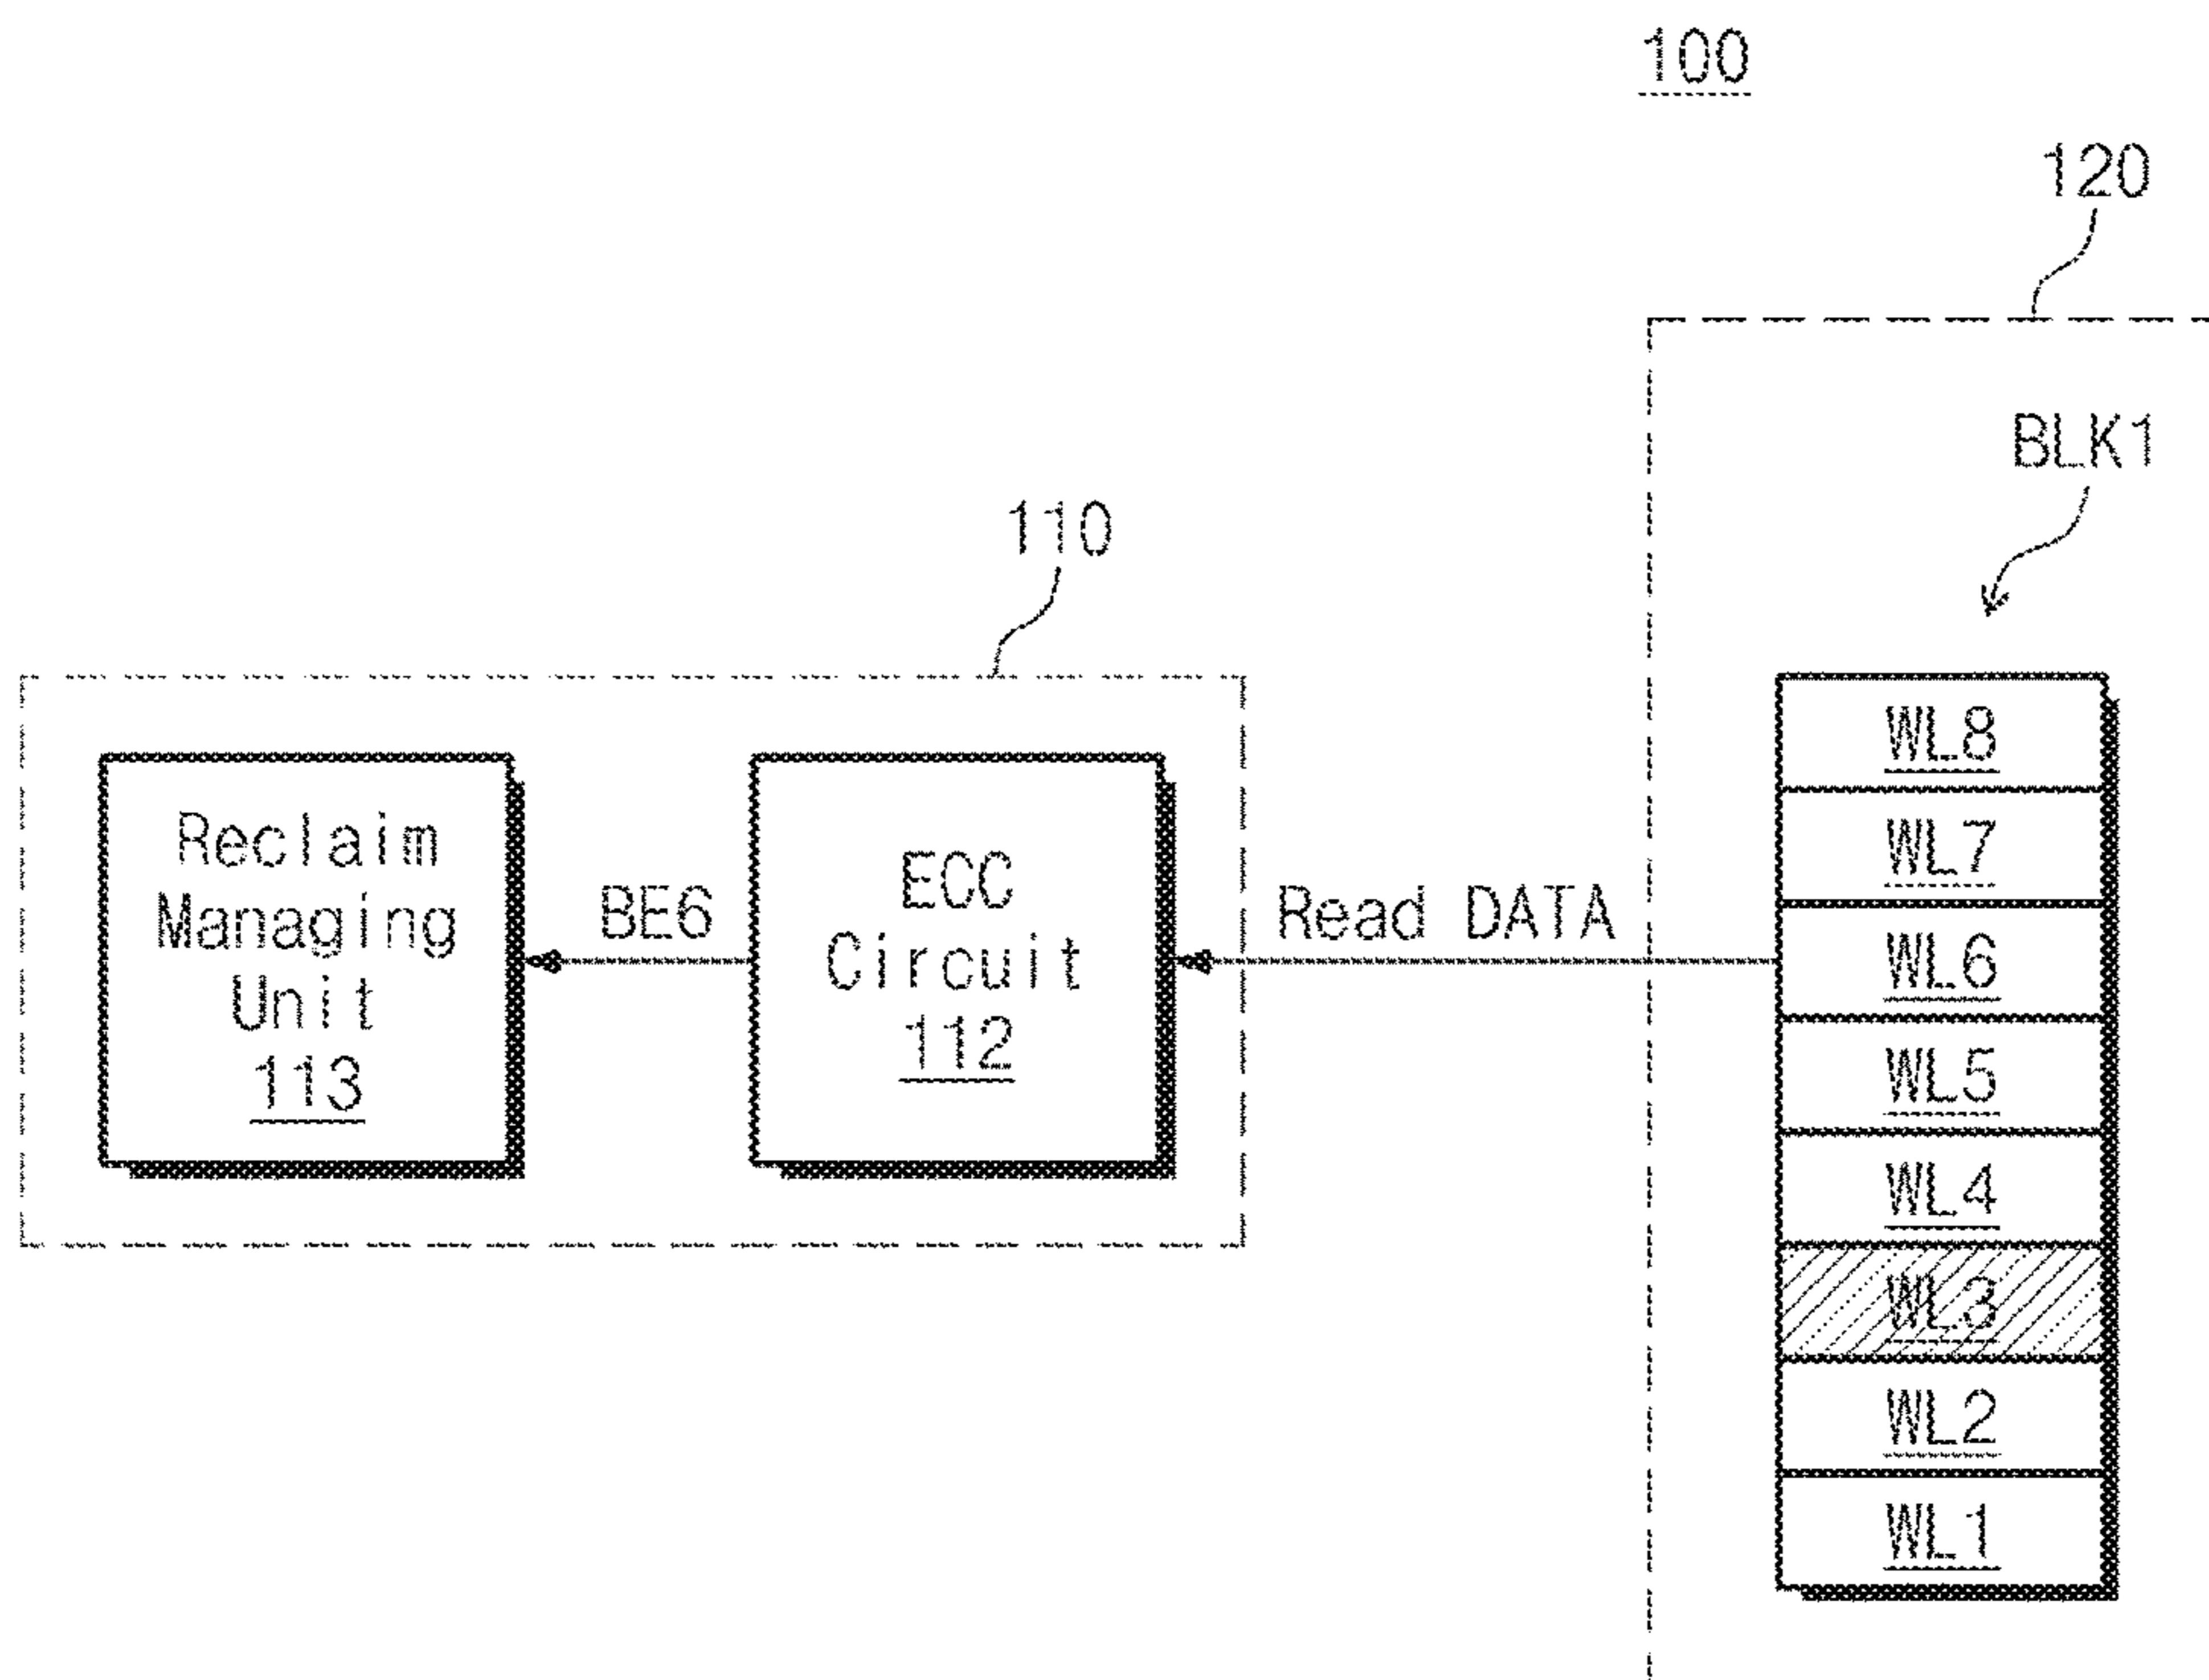 100
120
BLK1
110
Reclaim
Managing
Unit
113
BE6
ECC
Circuit
112
Read DATA
WL8
WL7
WL6
WL5
WL4
WL3
WL2
WL1